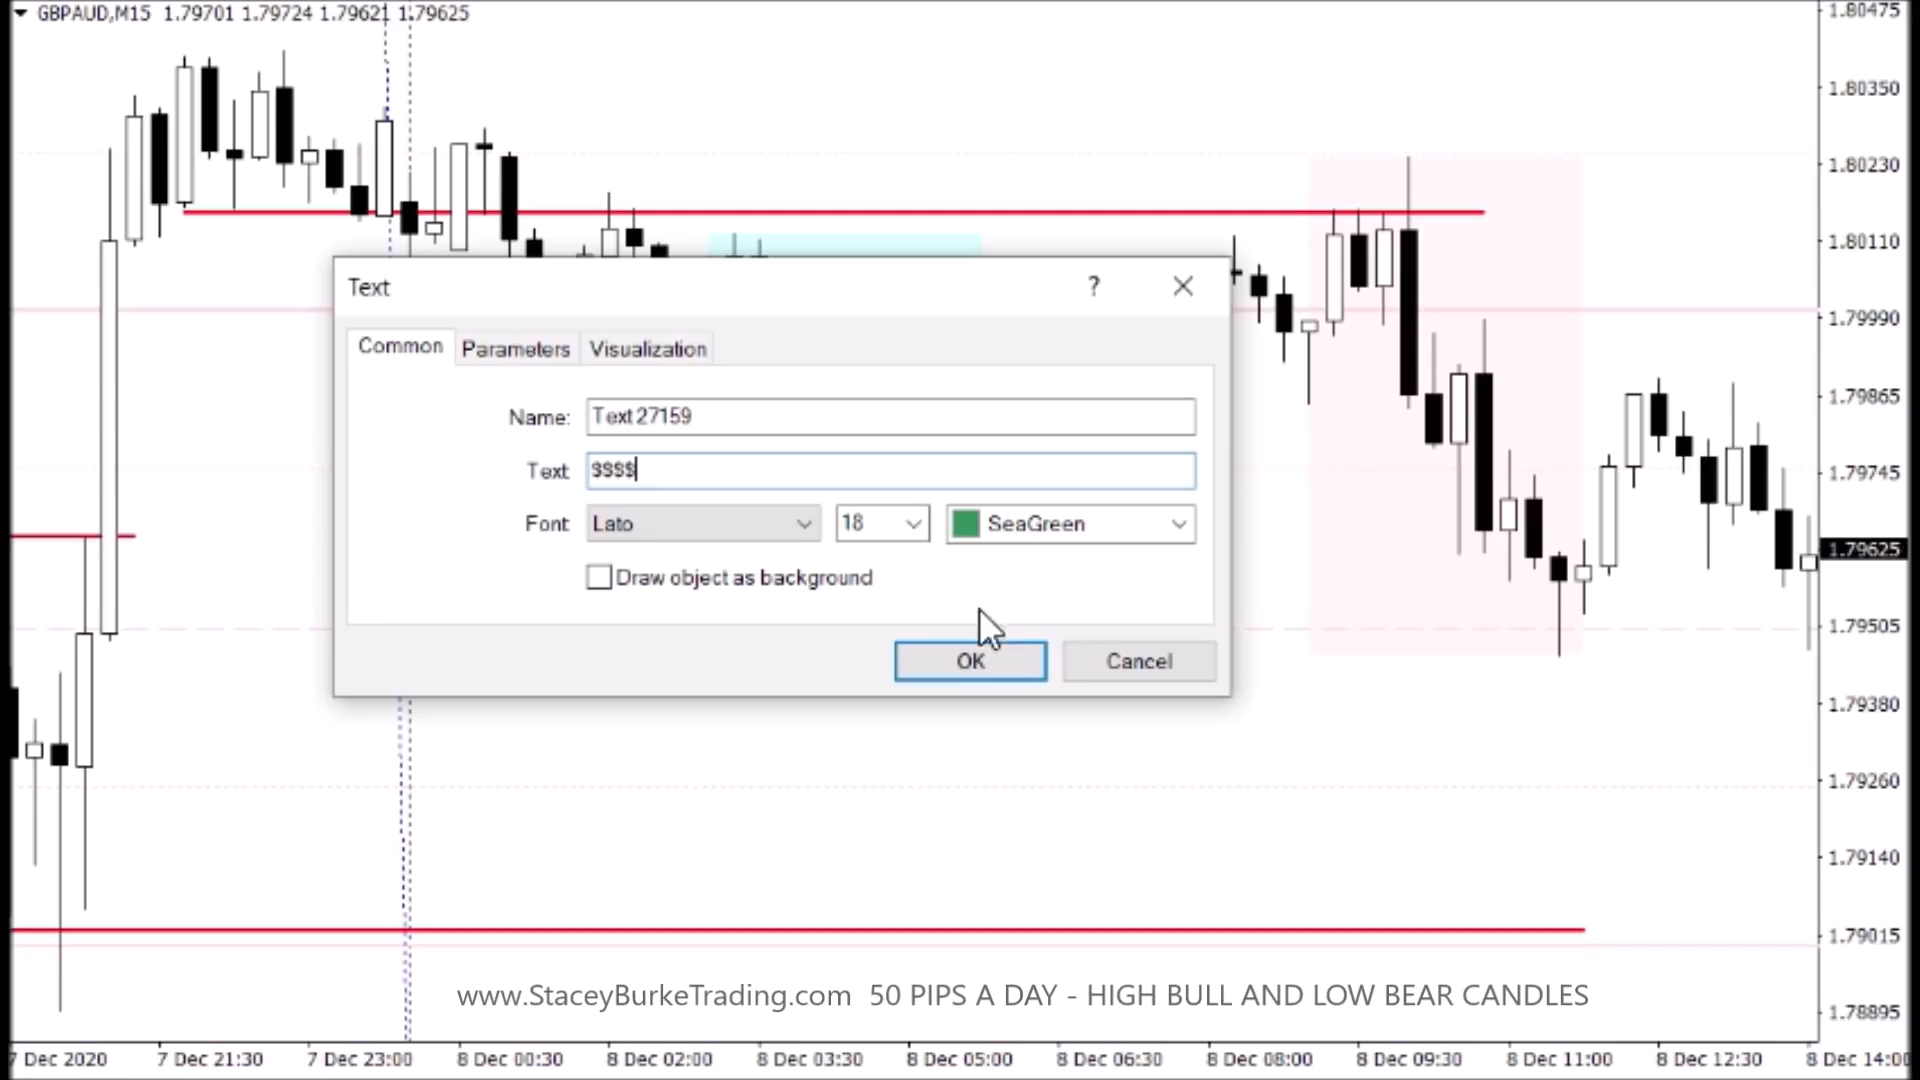 GBPAUD,M15 1.79701 1.79724 1.79621 1.79625
1.80475
1.80350
1.80230
1.80110
1.79990
1.79865
1.79745
1.79625
1.79505
1.79380
1.79260
1.79140
1.79015
1.78895
Text ?
Common Parameters Visualization
Name: Text 27159
Text $$$$
Font Lato 18 SeaGreen
Draw object as background
OK Cancel
www.StaceyBurkeTrading.com 50 PIPS A DAY - HIGH BULL AND LOW BEAR CANDLES
7 Dec 2020 7 Dec 21:30 7 Dec 23:00 8 Dec 00:30 8 Dec 02:00 8 Dec 03:30 8 Dec 05:00 8 Dec 06:30 8 Dec 08:00 8 Dec 09:30 8 Dec 11:00 8 Dec 12:30 8 Dec 14:00